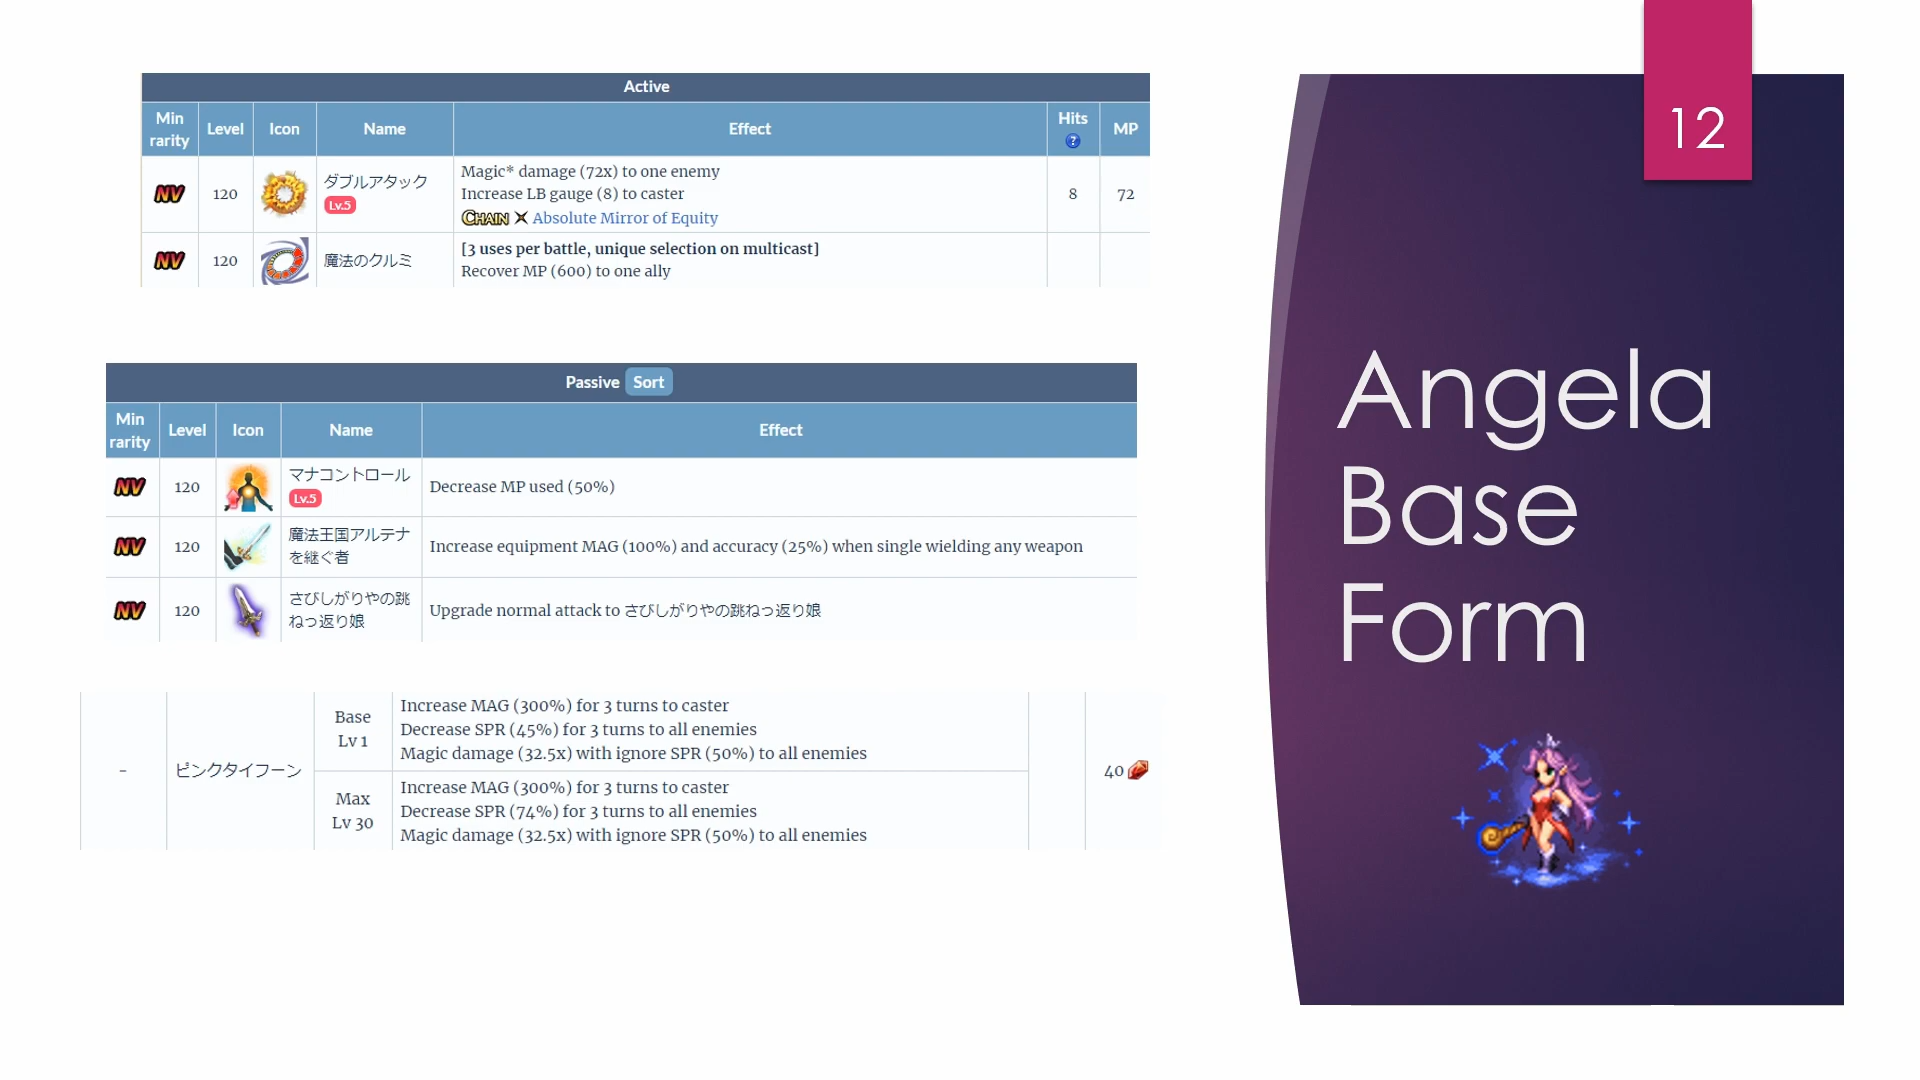 Active
Min rarity Level Icon Name Effect Hits ? MP
NV 120 ダブルアタック Lv.5
Magic* damage (72x) to one enemy
Increase LB gauge (8) to caster
CHAIN Absolute Mirror of Equity
8 72
NV 120 魔法のクルミ
[3 uses per battle, unique selection on multicast]
Recover MP (600) to one ally
Passive Sort
Min rarity Level Icon Name Effect
NV 120 マナコントロール Lv.5 Decrease MP used (50%)
NV 120 魔法王国アルテナ
を継ぐ者
Increase equipment MAG (100%) and accuracy (25%) when single wielding any weapon
NV 120 さびしがりやの跳
ねっ返り娘
Upgrade normal attack to さびしがりやの跳ねっ返り娘
- ピンクタイフーン
Base
Lv 1
Increase MAG (300%) for 3 turns to caster
Decrease SPR (45%) for 3 turns to all enemies
Magic damage (32.5x) with ignore SPR (50%) to all enemies
Max
Lv 30
Increase MAG (300%) for 3 turns to caster
Decrease SPR (74%) for 3 turns to all enemies
Magic damage (32.5x) with ignore SPR (50%) to all enemies
40
12
Angela
Base
Form